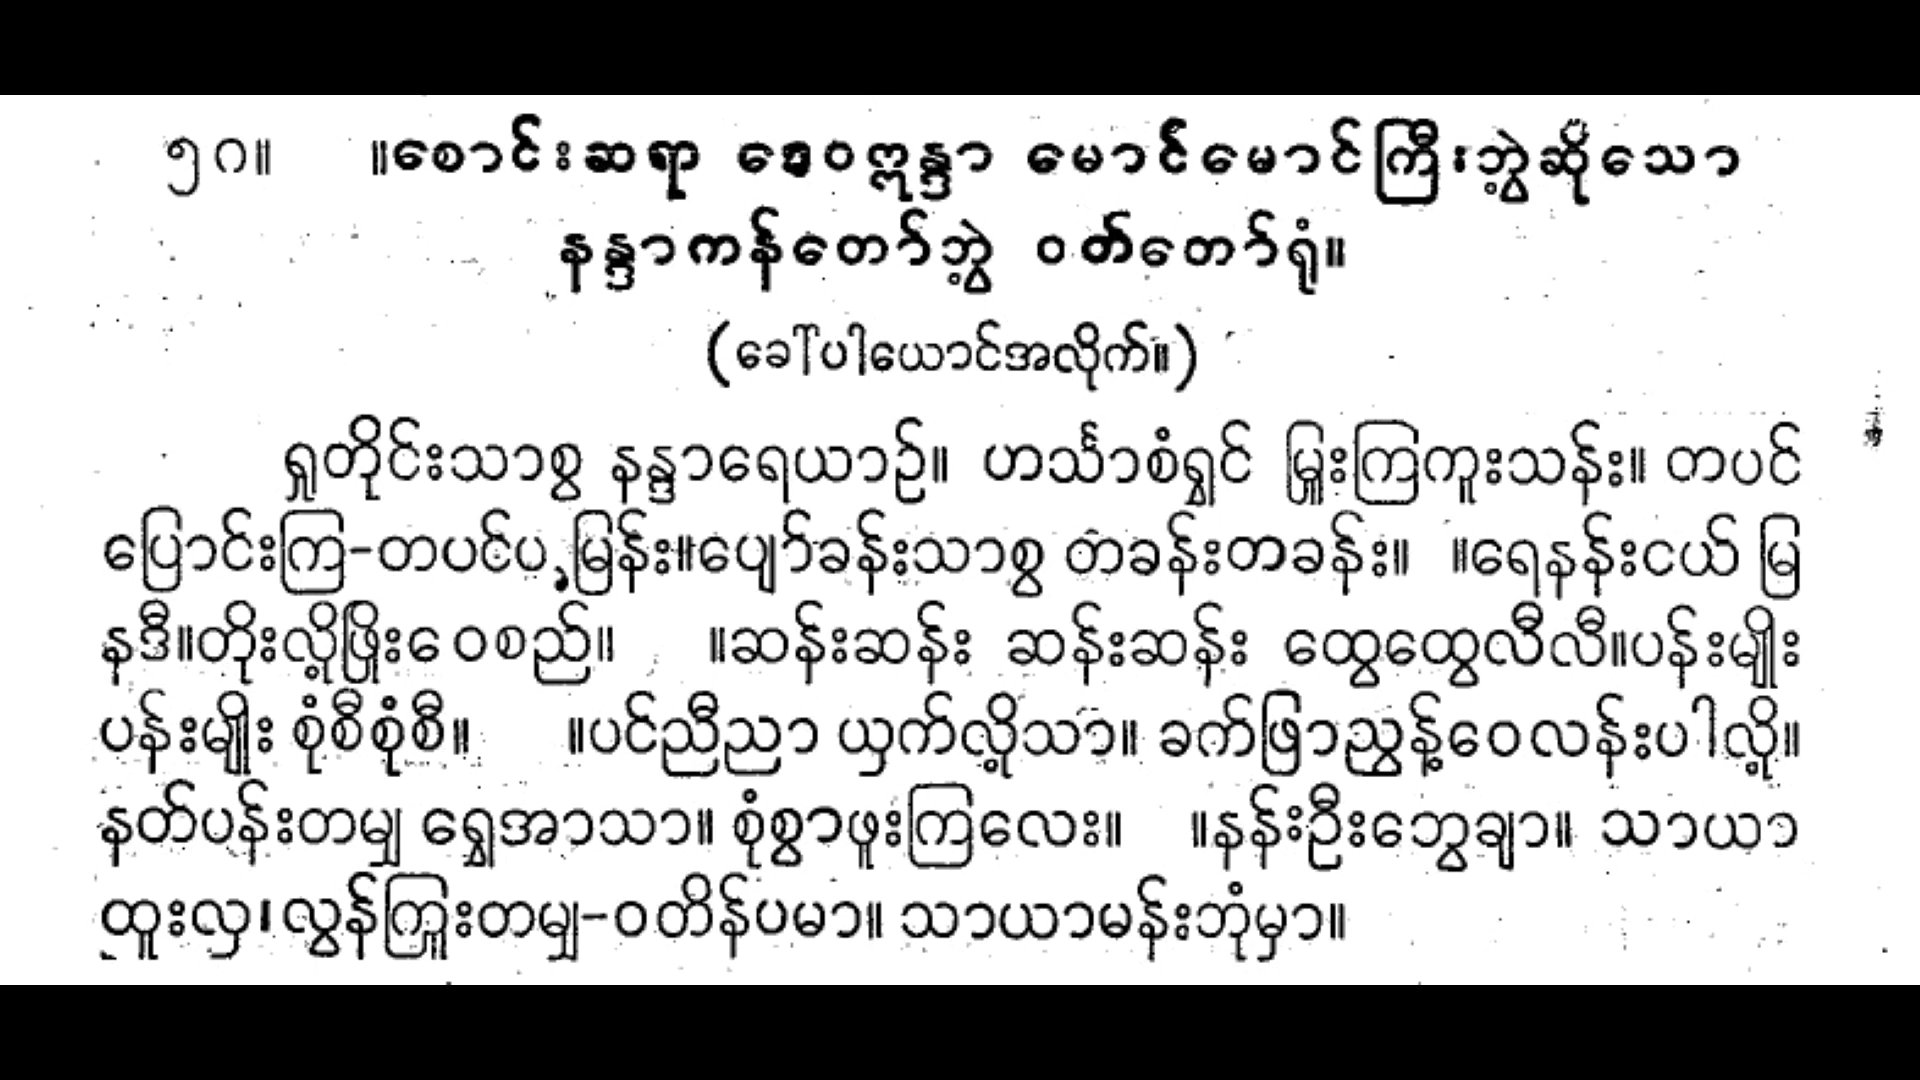 ၅ဂ။ ။စောင်းဆရာ ဒေဝဣန္ဒာ မောင်မောင်ကြီးဘွဲ့ဆိုသော
နန္ဒာကန်တော်ဘွဲ့ ဝတ်တော်ရုံ။
(ခေါ်ပါယောင်အလိုက်။)
ရှုတိုင်းသာစွ နန္ဒာရေယာဉ်။ ဟင်္သာစံရွှင် မြူးကြကူးသန်း။ တပင်
ပြောင်းကြ-တပင်ပ,မြန်း။ပျော်ခန်းသာစွ တခန်းတခန်း။ ။ရေနန်းငယ် မြ
နဒီ။တိုးလို့ဖြိုးဝေစည်။ ။ဆန်းဆန်း ဆန်းဆန်း ထွေထွေလီလီ။ပန်းမျိုး
ပန်းမျိုး စုံစီစုံစီ။ ။ပင်ညီညာ ယှက်လို့သာ။ ခက်ဖြာညွန့်ဝေလန်းပါလို့။
နတ်ပန်းတမျှ ရွှေအာသာ။ စုံစွာဖူးကြလေး။ ။နန်းဦးဘွေချာ။ သာယာ
ထူးလှ၊လွန်ကြူးတမျှ-ဝတိန်ပမာ။ သာယာမန်းဘုံမှာ။